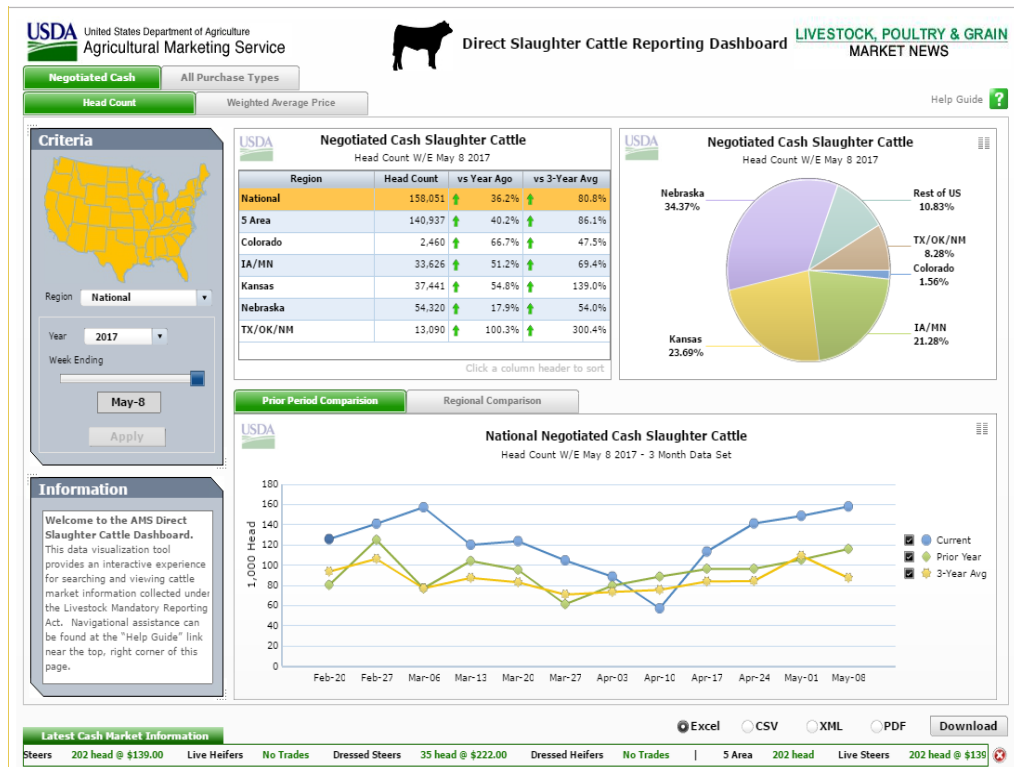 USDA United States Department of Agriculture
Agricultural Marketing Service
Direct Slaughter Cattle Reporting Dashboard
LIVESTOCK, POULTRY & GRAIN
MARKET NEWS
Negotiated Cash All Purchase Types
Head Count Weighted Average Price
Help Guide ?
Criteria
Region National
Year 2017
Week Ending
May-8
Apply
Information
Welcome to the AMS Direct
Slaughter Cattle Dashboard.
This data visualization tool
provides an interactive experience
for searching and viewing cattle
market information collected under
the Livestock Mandatory Reporting
Act. Navigational assistance can
be found at the "Help Guide" link
near the top, right corner of this
page.
USDA
Negotiated Cash Slaughter Cattle
Head Count W/E May 8 2017
Region Head Count vs Year Ago vs 3-Year Avg
National 158,051 36.2% 80.8%
5 Area 140,937 40.2% 86.1%
Colorado 2,460 66.7% 47.5%
IA/MN 33,626 51.2% 69.4%
Kansas 37,441 54.8% 139.0%
Nebraska 54,320 17.9% 54.0%
TX/OK/NM 13,090 100.3% 300.4%
Click a column header to sort
USDA
Negotiated Cash Slaughter Cattle
Head Count W/E May 8 2017
Nebraska
34.37%
Rest of US
10.83%
TX/OK/NM
8.28%
Colorado
1.56%
IA/MN
21.28%
Kansas
23.69%
Prior Period Comparision Regional Comparison
USDA
National Negotiated Cash Slaughter Cattle
Head Count W/E May 8 2017 - 3 Month Data Set
1,000 Head
180
160
140
120
100
80
60
40
20
0
Feb-20 Feb-27 Mar-06 Mar-13 Mar-20 Mar-27 Apr-03 Apr-10 Apr-17 Apr-24 May-01 May-08
Current
Prior Year
3-Year Avg
Excel CSV XML PDF Download
Latest Cash Market Information
Steers 202 head @ $139.00 Live Heifers No Trades Dressed Steers 35 head @ $222.00 Dressed Heifers No Trades | 5 Area 202 head Live Steers 202 head @ $139